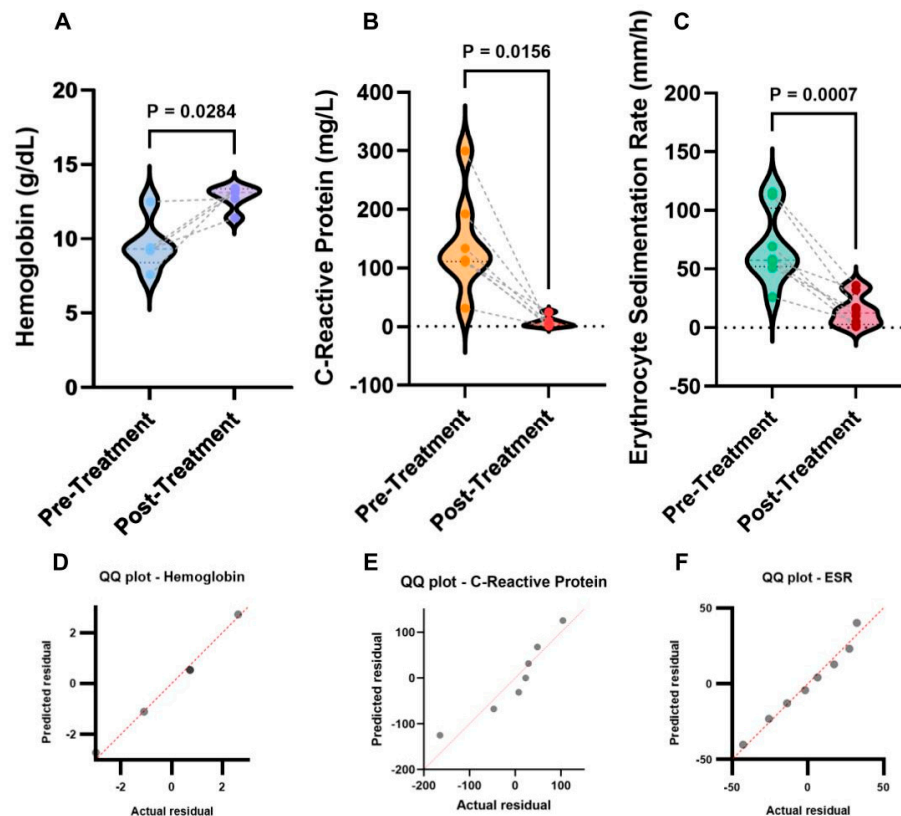 A
P = 0.0284
Hemoglobin (g/dL)
20
15
10
5
0
Pre-Treatment
Post-Treatment
B
P = 0.0156
C-Reactive Protein (mg/L)
400
300
200
100
0
-100
Pre-Treatment
Post-Treatment
C
P = 0.0007
Erythrocyte Sedimentation Rate (mm/h)
200
150
100
50
0
-50
Pre-Treatment
Post-Treatment
D
QQ plot - Hemoglobin
Predicted residual
2
0
-2
-2
0
2
Actual residual
E
QQ plot - C-Reactive Protein
Predicted residual
100
0
-100
-200
-200
-100
0
100
Actual residual
F
QQ plot - ESR
Predicted residual
50
0
-50
-50
0
50
Actual residual